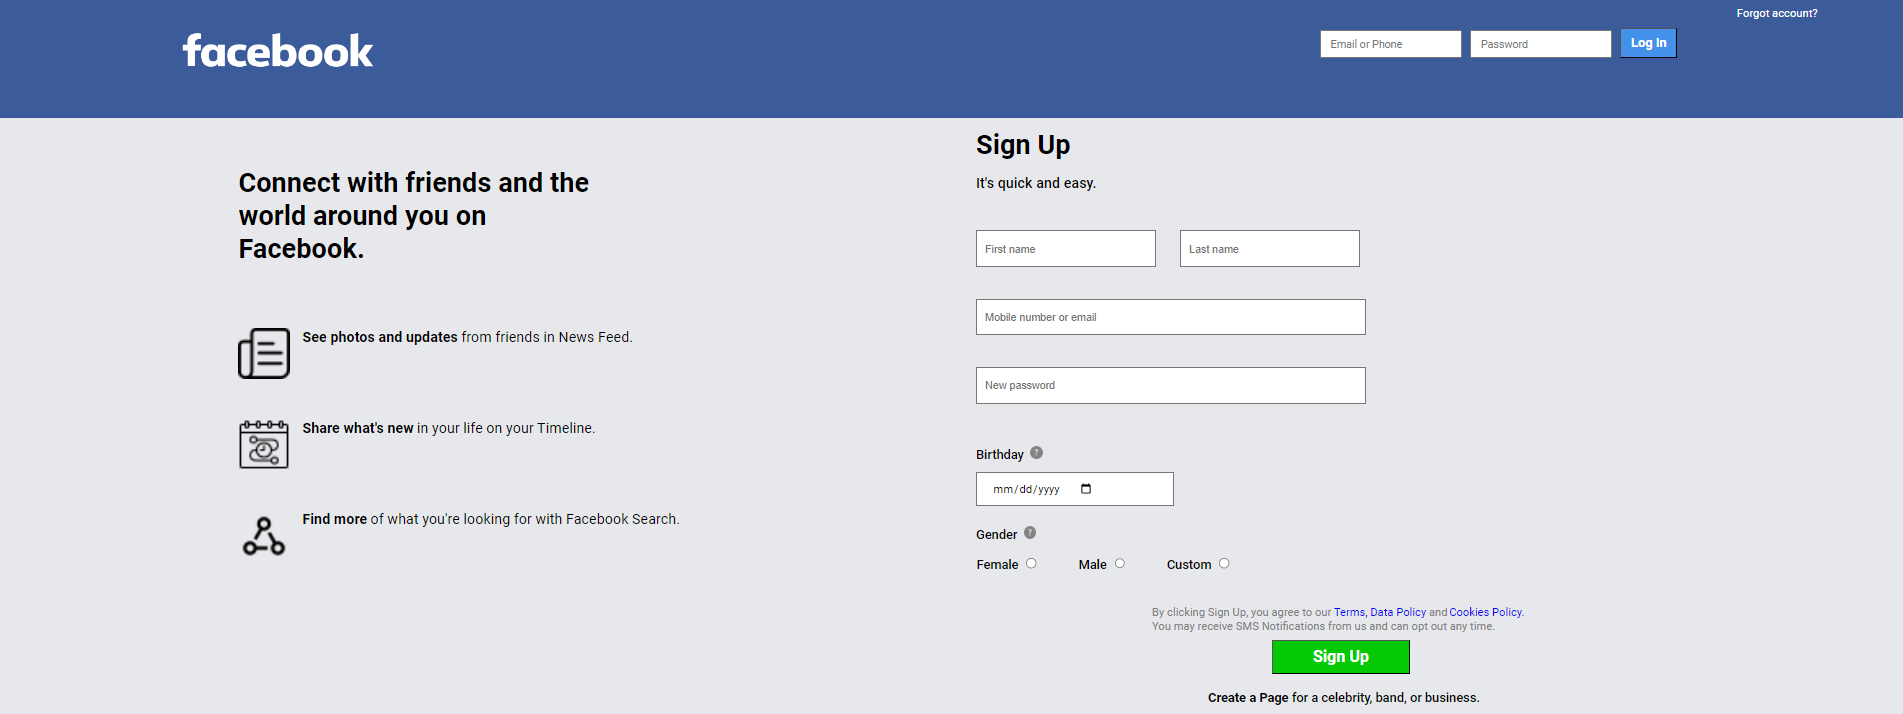 Forgot account?
facebook
Email or Phone
Password
Log In
Connect with friends and the
world around you on
Facebook.
See photos and updates from friends in News Feed.
Share what's new in your life on your Timeline.
Find more of what you're looking for with Facebook Search.
Sign Up
It's quick and easy.
First name
Last name
Mobile number or email
New password
Birthday ?
mm/dd/yyyy
Gender ?
Female
Male
Custom
By clicking Sign Up, you agree to our Terms, Data Policy and Cookies Policy.
You may receive SMS Notifications from us and can opt out any time.
Sign Up
Create a Page for a celebrity, band, or business.